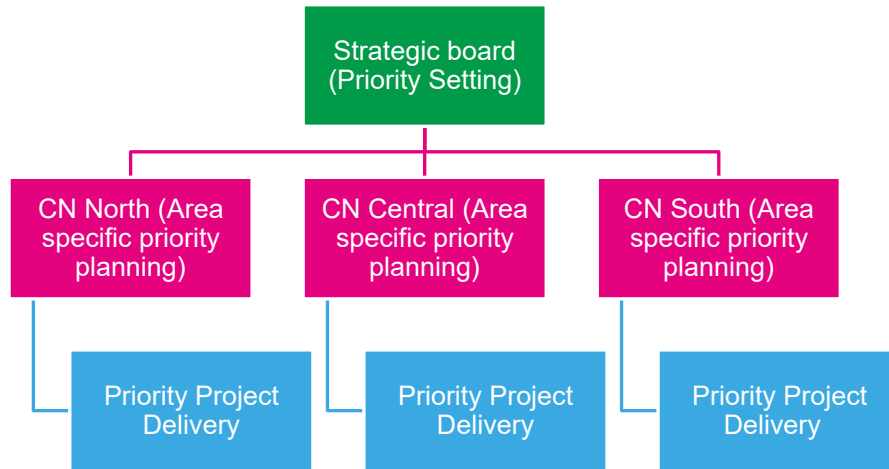 Strategic board
(Priority Setting)
CN North (Area
specific priority
planning)
CN Central (Area
specific priority
planning)
CN South (Area
specific priority
planning)
Priority Project
Delivery
Priority Project
Delivery
Priority Project
Delivery